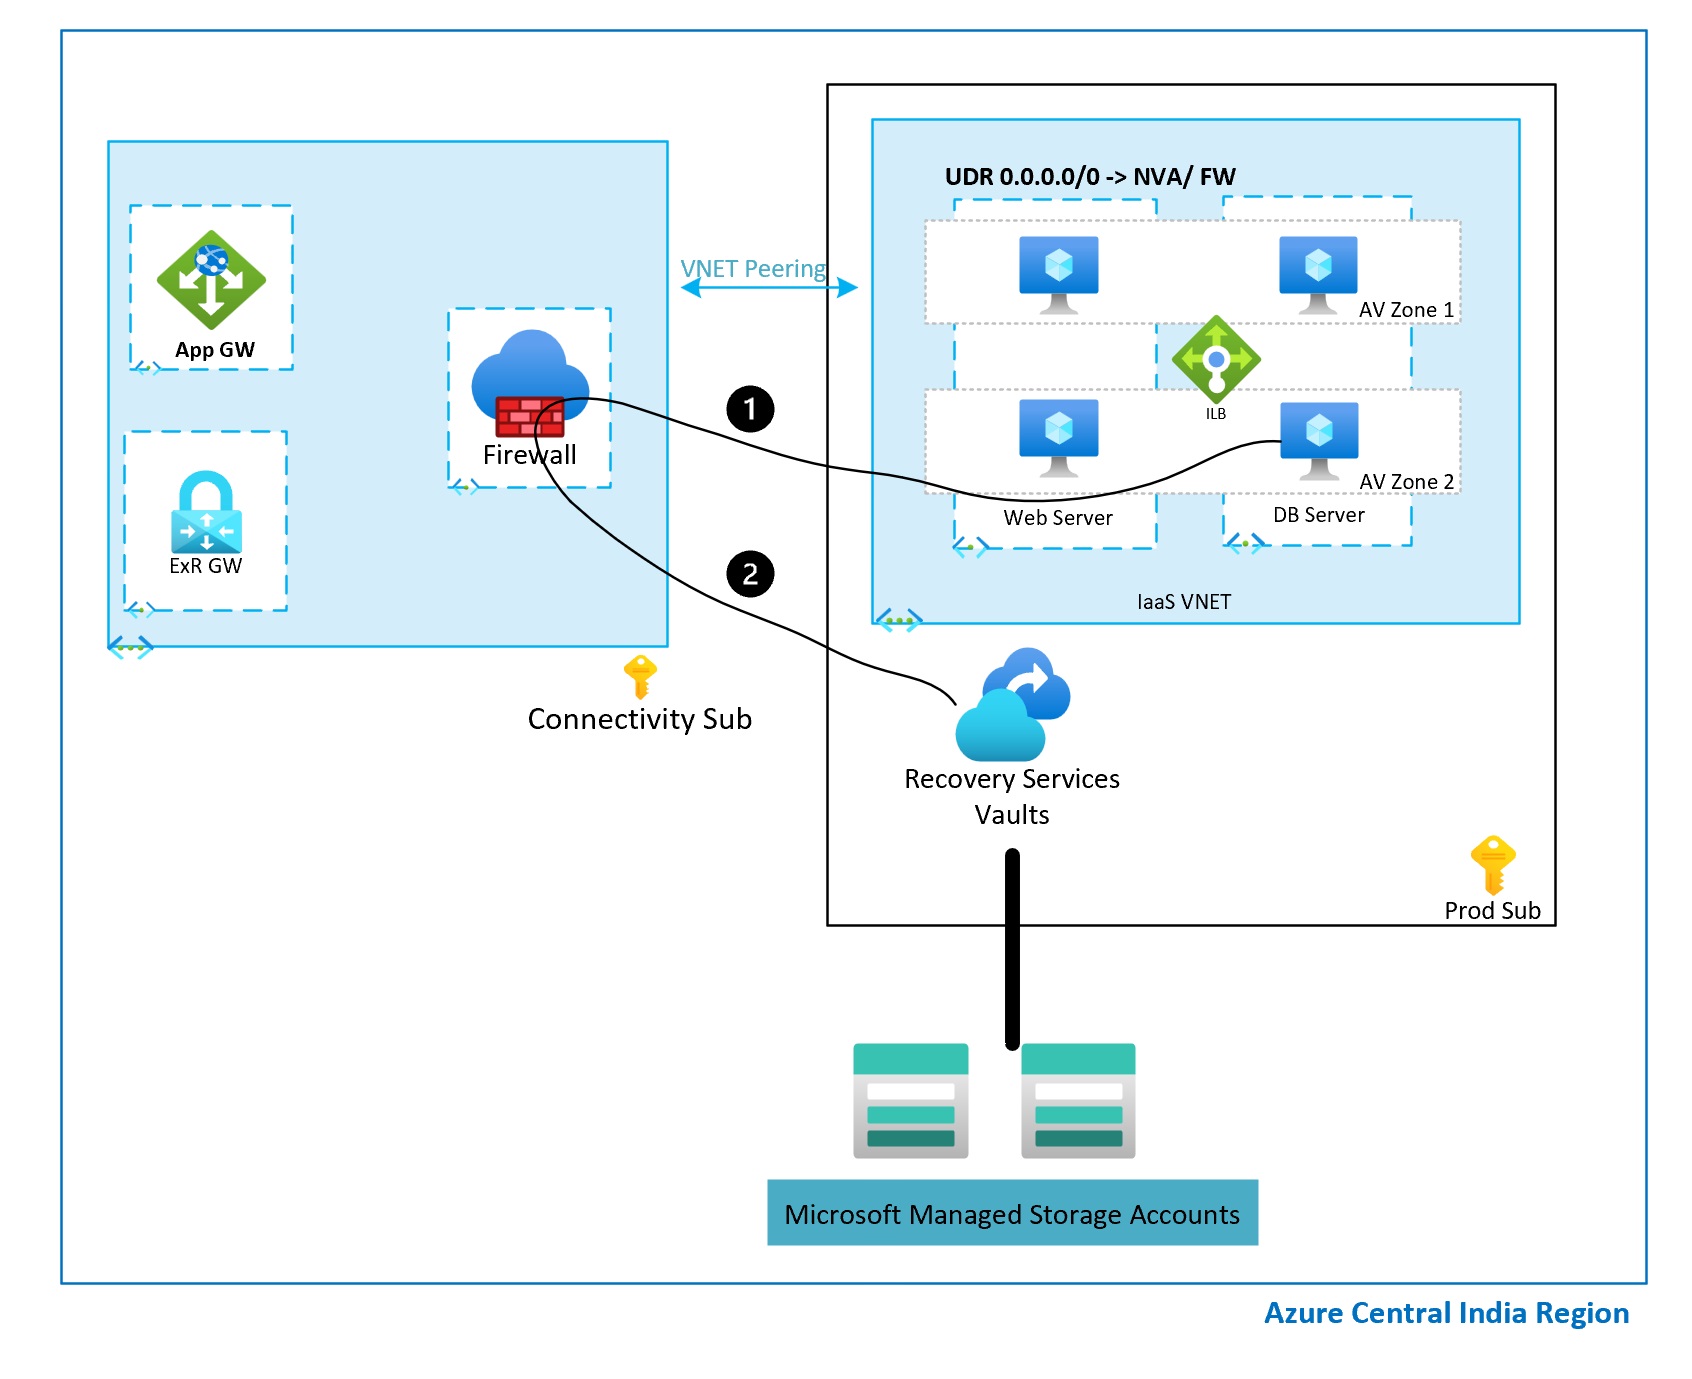 UDR 0.0.0.0/0 -> NVA/ FW
VNET Peering
AV Zone 1
App GW
1
ILB
Firewall
AV Zone 2
Web Server
DB Server
ExR GW
2
IaaS VNET
Connectivity Sub
Recovery Services
Vaults
Prod Sub
Microsoft Managed Storage Accounts
Azure Central India Region